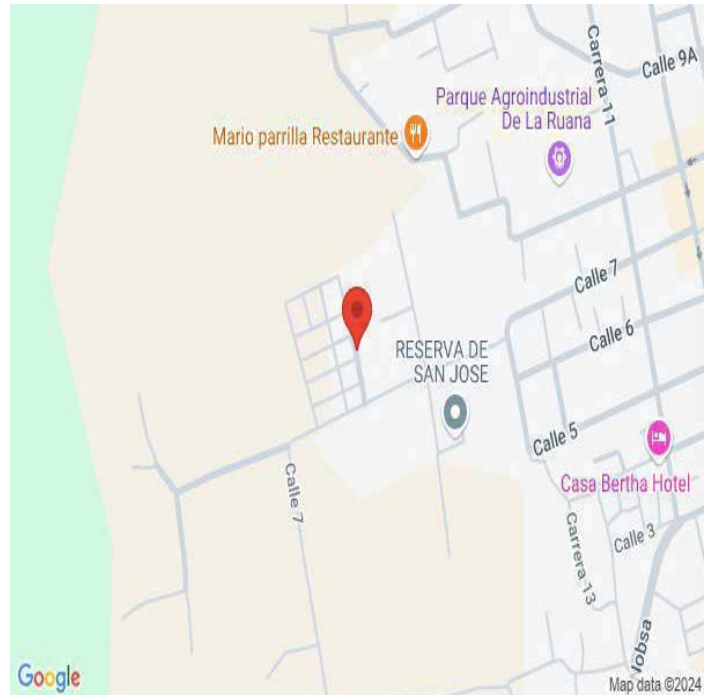 Carrera 11
Calle 9A
Parque Agroindustrial
De La Ruana
Mario parrilla Restaurante
Calle 7
Calle 6
RESERVA DE
SAN JOSE
Calle 5
Casa Bertha Hotel
Calle 7
Carrera 13
Calle 3
Nobsa
Google
Map data ©2024